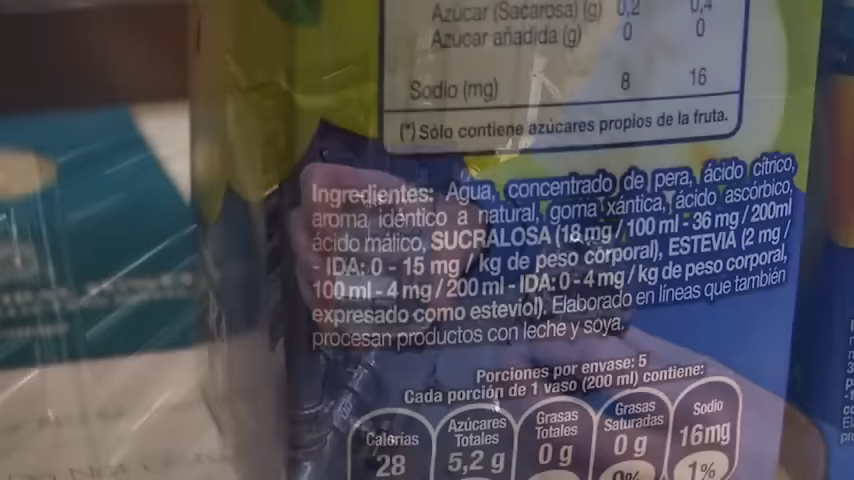 Azúcar (Sacarosa) (g) 0,2 0,4
Azúcar añadida (g) 0 0
Sodio (mg) 8 16
(*) Sólo contiene azúcares propios de la fruta.
Ingredientes: Agua, concentrado de pera, ácido cítrico,
aroma idéntico a natural, goma xántica, ácido ascórbico,
ácido málico, SUCRALOSA (18 mg / 100 ml - 36 mg / 200ml
- IDA: 0 - 15 mg / kg de peso corporal), ESTEVIA (2 mg /
100 ml - 4 mg / 200 ml - IDA: 0 - 4 mg / kg de peso corporal,
expresado como esteviol). Elaborado en líneas que también
procesan productos con leche y soya.
Porciones por envase: 5
Cada porción de 1 vaso (200 ml) contiene:
Calorías
28
Azúcares
Totales
5,2 g
Grasas
Totales
0 g
Grasas
Saturadas
0 g
0%
Sodio
16mg
1%